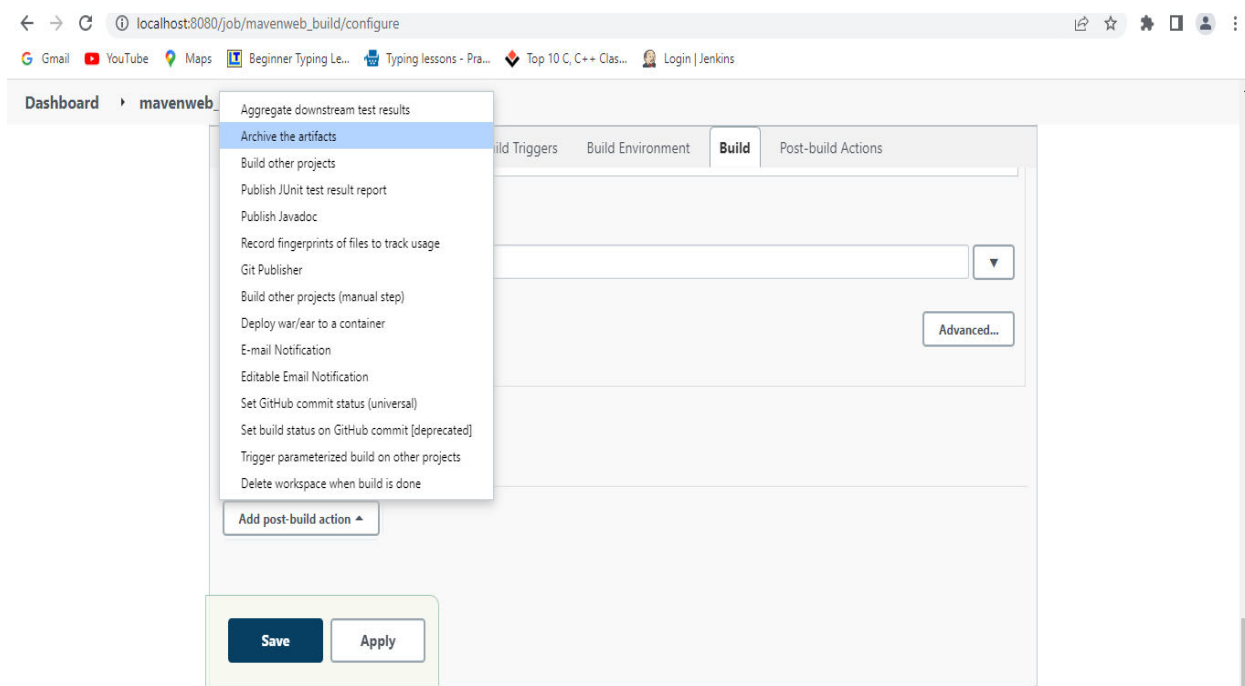 localhost:8080/job/mavenweb_build/configure
Gmail YouTube Maps Beginner Typing Le... Typing lessons - Pra... Top 10 C, C++ Clas... Login | Jenkins
Dashboard mavenweb_
ild Triggers Build Environment Build Post-build Actions
Aggregate downstream test results
Archive the artifacts
Build other projects
Publish JUnit test result report
Publish Javadoc
Record fingerprints of files to track usage
Git Publisher
Build other projects (manual step)
Deploy war/ear to a container
E-mail Notification
Editable Email Notification
Set GitHub commit status (universal)
Set build status on GitHub commit [deprecated]
Trigger parameterized build on other projects
Delete workspace when build is done
Advanced...
Add post-build action
Save Apply